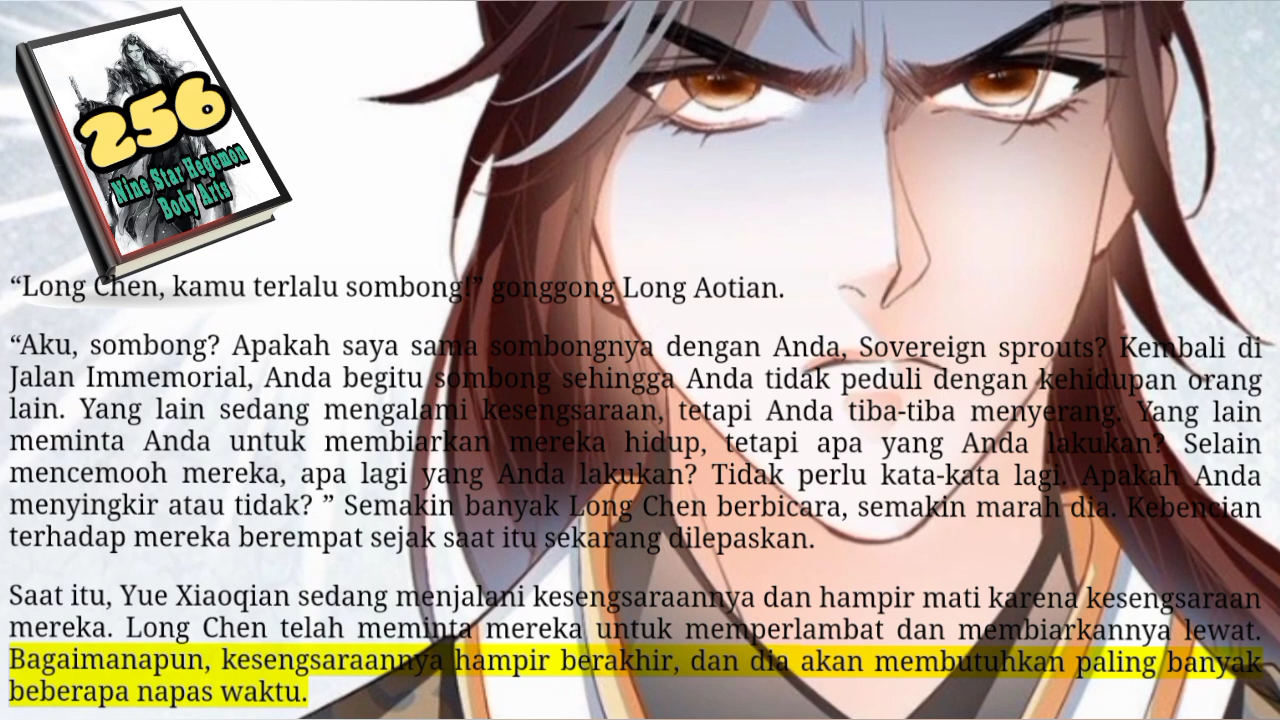 256
Nine Star Hegemon
Body Arts
“Long Chen, kamu terlalu sombong!” gonggong Long Aotian.
“Aku, sombong? Apakah saya sama sombongnya dengan Anda, Sovereign sprouts? Kembali di
Jalan Immemorial, Anda begitu sombong sehingga Anda tidak peduli dengan kehidupan orang
lain. Yang lain sedang mengalami kesengsaraan, tetapi Anda tiba-tiba menyerang. Yang lain
meminta Anda untuk membiarkan mereka hidup, tetapi apa yang Anda lakukan? Selain
mencemooh mereka, apa lagi yang Anda lakukan? Tidak perlu kata-kata lagi. Apakah Anda
menyingkir atau tidak? ” Semakin banyak Long Chen berbicara, semakin marah dia. Kebencian
terhadap mereka berempat sejak saat itu sekarang dilepaskan.
Saat itu, Yue Xiaoqian sedang menjalani kesengsaraannya dan hampir mati karena kesengsaraan
mereka. Long Chen telah meminta mereka untuk memperlambat dan membiarkannya lewat.
Bagaimanapun, kesengsaraannya hampir berakhir, dan dia akan membutuhkan paling banyak
beberapa napas waktu.